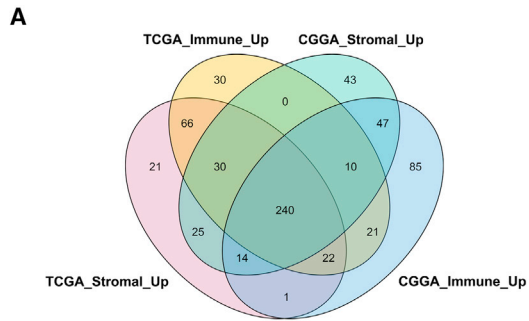 A
TCGA_Immune_Up CGGA_Stromal_Up
30 43
0
66 47
21 30 10 85
240
25 21
14 22
TCGA_Stromal_Up CGGA_Immune_Up
1